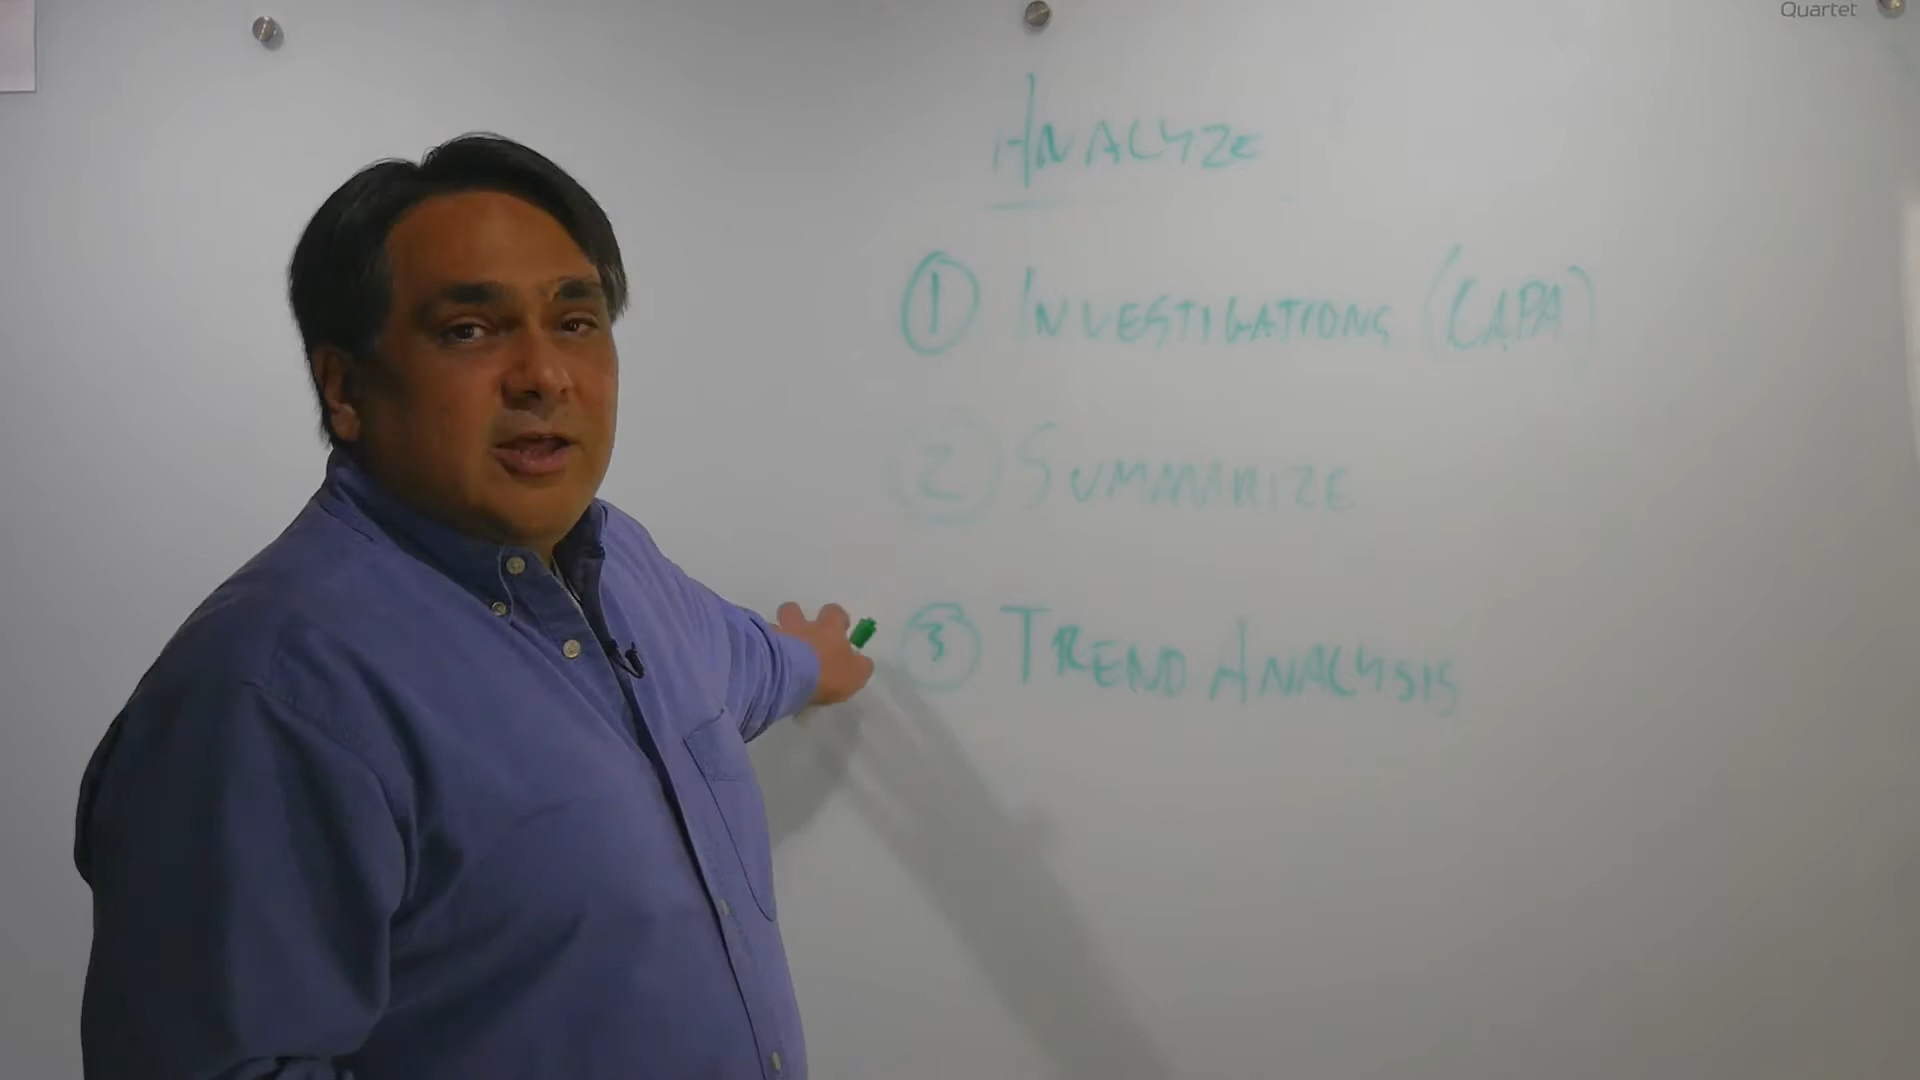 Quartet
ANALYZE
① INVESTIGATIONS (CAPA)
② SUMMARIZE
③ TREND ANALYSIS